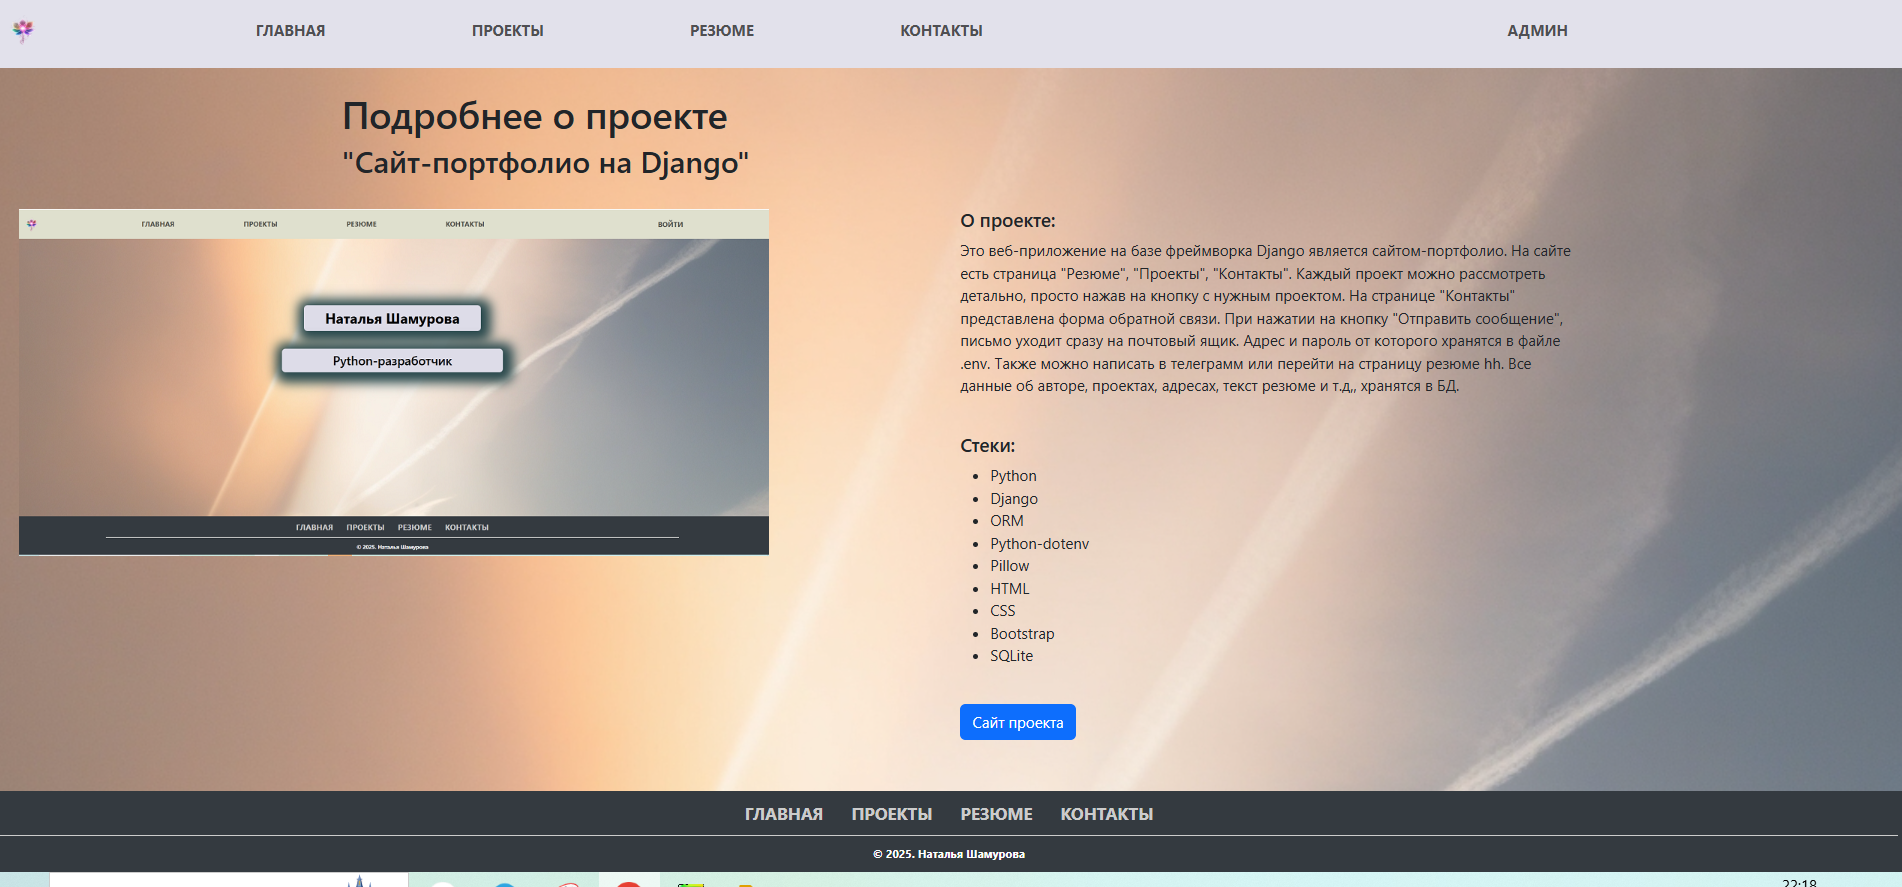 ГЛАВНАЯ ПРОЕКТЫ РЕЗЮМЕ КОНТАКТЫ АДМИН
Подробнее о проекте
"Сайт-портфолио на Django"
ГЛАВНАЯ ПРОЕКТЫ РЕЗЮМЕ КОНТАКТЫ ВОЙТИ
Наталья Шамурова
Python-разработчик
ГЛАВНАЯ ПРОЕКТЫ РЕЗЮМЕ КОНТАКТЫ
© 2025. Наталья Шамурова
О проекте:
Это веб-приложение на базе фреймворка Django является сайтом-портфолио. На сайте
есть страница "Резюме", "Проекты", "Контакты". Каждый проект можно рассмотреть
детально, просто нажав на кнопку с нужным проектом. На странице "Контакты"
представлена форма обратной связи. При нажатии на кнопку "Отправить сообщение",
письмо уходит сразу на почтовый ящик. Адрес и пароль от которого хранятся в файле
.env. Также можно написать в телеграмм или перейти на страницу резюме hh. Все
данные об авторе, проектах, адресах, текст резюме и т.д,, хранятся в БД.
Стеки:
Python
Django
ORM
Python-dotenv
Pillow
HTML
CSS
Bootstrap
SQLite
Сайт проекта
ГЛАВНАЯ ПРОЕКТЫ РЕЗЮМЕ КОНТАКТЫ
© 2025. Наталья Шамурова
22:18